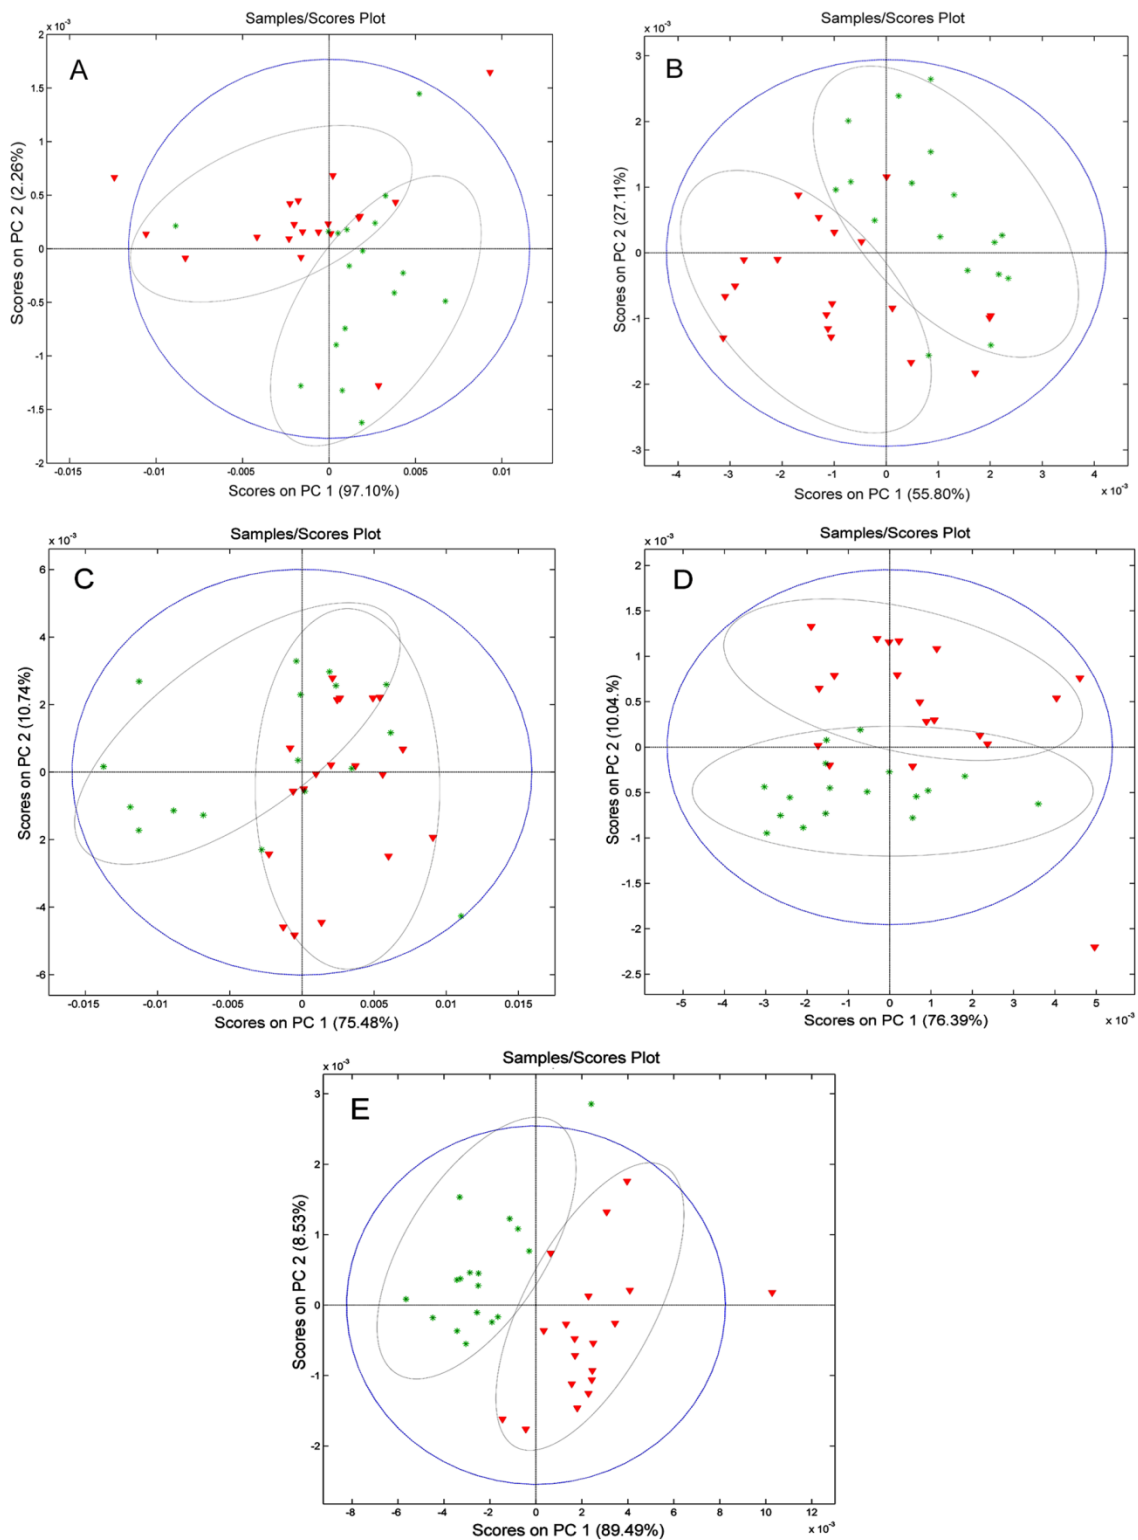 Samples/Scores Plot
x 10⁻³
A
2
1.5
1
0.5
0
-0.5
-1
-1.5
-2
Scores on PC 2 (2.26%)
-0.015 -0.01 -0.005 0 0.005 0.01
Scores on PC 1 (97.10%)
Samples/Scores Plot
x 10⁻³
B
3
2
1
0
-1
-2
-3
Scores on PC 2 (27.11%)
-4 -3 -2 -1 0 1 2 3 4
Scores on PC 1 (55.80%)
x 10⁻³
Samples/Scores Plot
x 10⁻³
C
6
4
2
0
2
-4
-6
Scores on PC 2 (10.74%)
-0.015 -0.01 -0.005 0 0.005 0.01 0.015
Scores on PC 1 (75.48%)
Samples/Scores Plot
x 10⁻³
D
2
1.5
1
0.5
0
0.5
-1
-1.5
-2
-2.5
Scores on PC 2 (10.04.%)
-5 -4 -3 -2 -1 0 1 2 3 4 5
Scores on PC 1 (76.39%)
x 10⁻³
Samples/Scores Plot
x 10⁻³
E
3
2
1
0
-1
-2
Scores on PC 2 (8.53%)
-8 -6 -4 -2 0 2 4 6 8 10 12
Scores on PC 1 (89.49%)
x 10⁻³